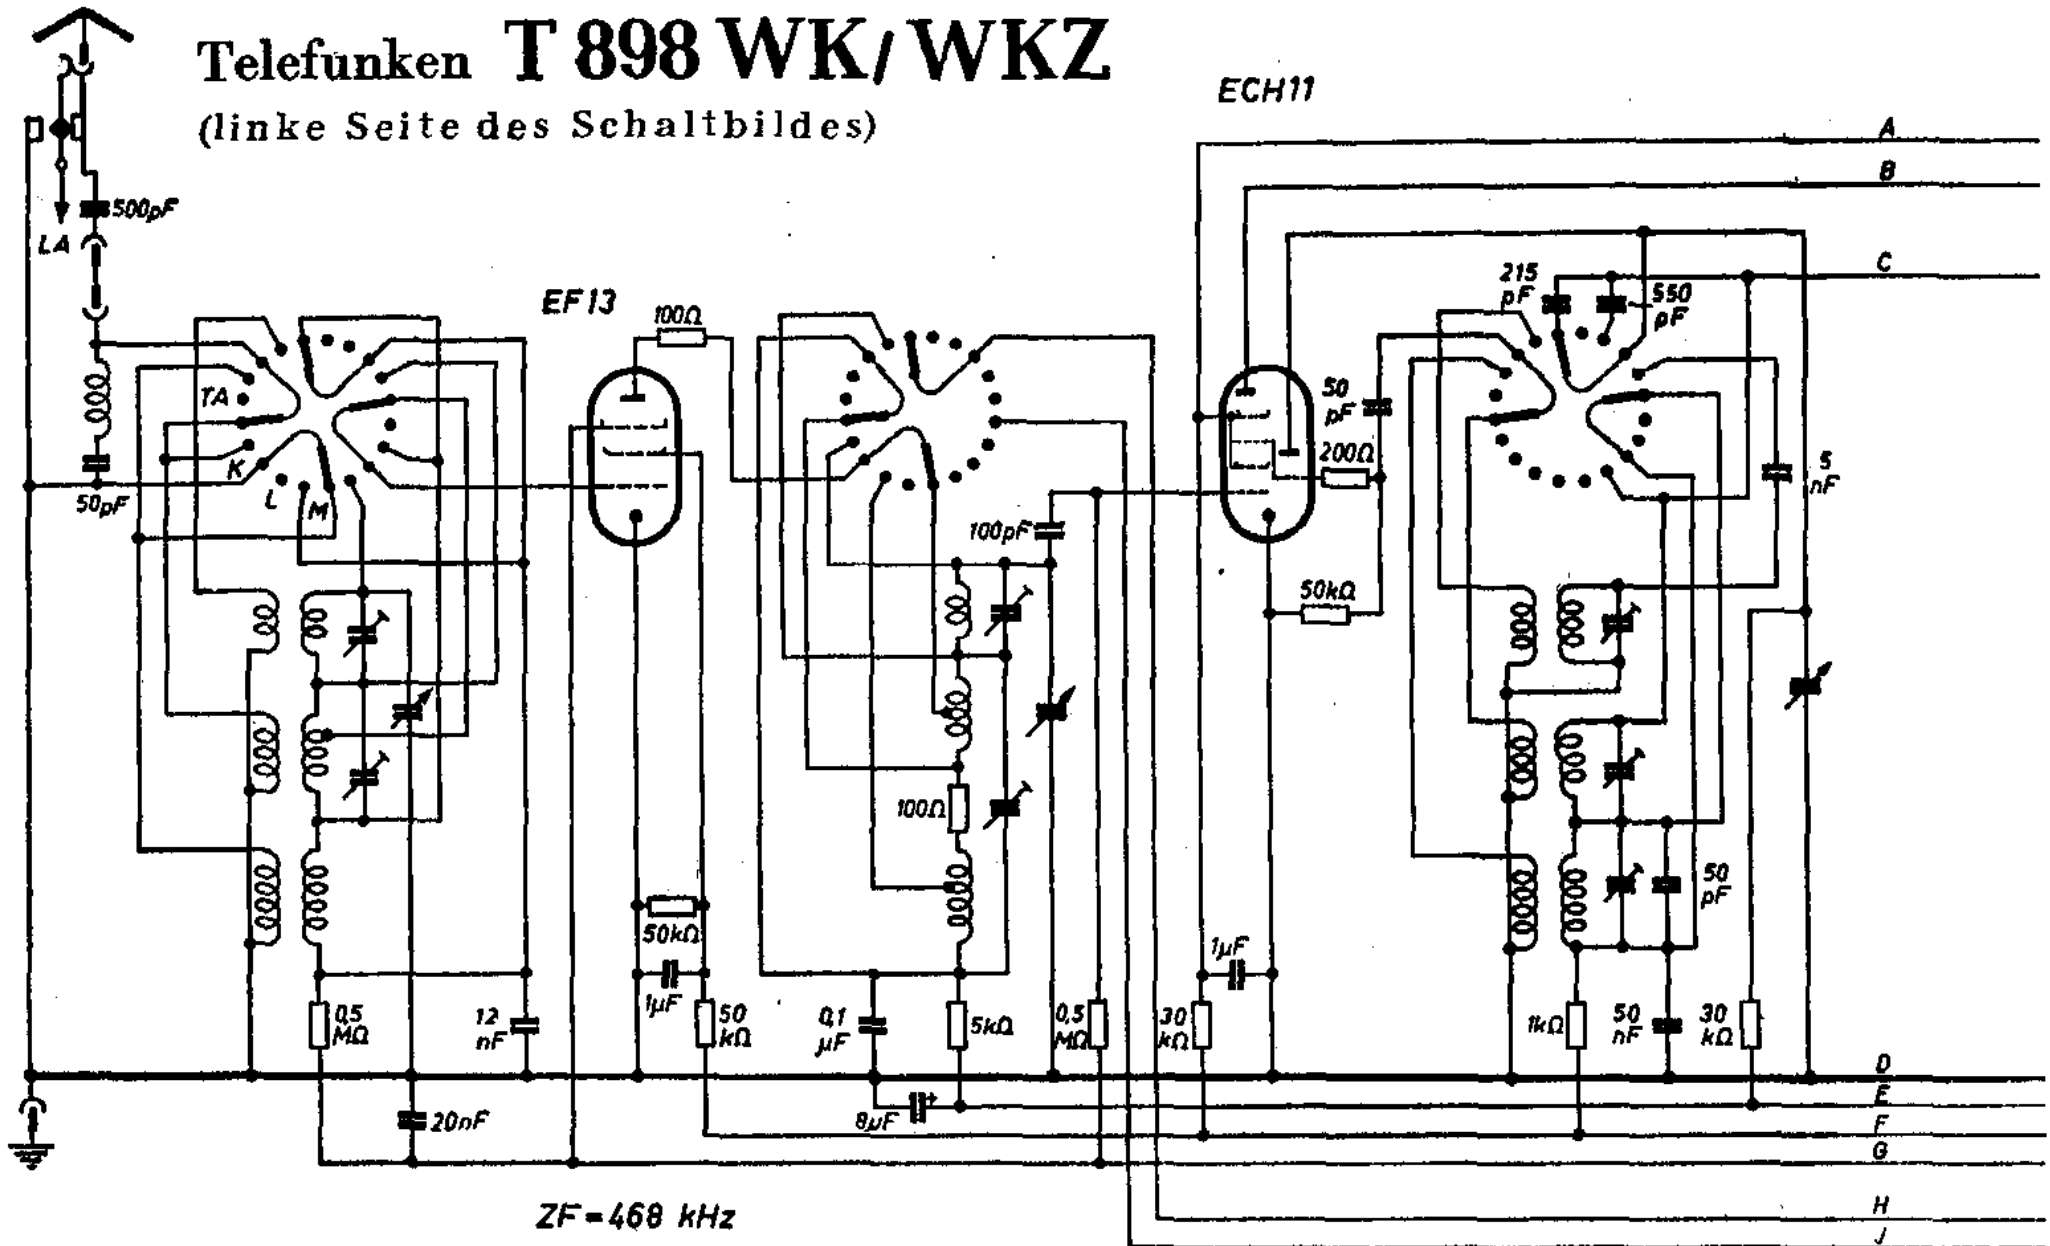 Telefunken T 898 WK/WKZ
(linke Seite des Schaltbildes)
ECH11
A
B
500pF
LA
C
215 pF
550 pF
EF13
100Ω
50 pF
TA
200Ω
K
5 nF
50pF
L
M
100pF
50kΩ
100Ω
50 pF
50kΩ
1µF
1µF
0,5 MΩ
12 nF
50 kΩ
0,1 µF
5kΩ
0,5 MΩ
30 kΩ
1kΩ
50 nF
30 kΩ
D
E
20nF
8µF
+
F
G
ZF=468 kHz
H
J